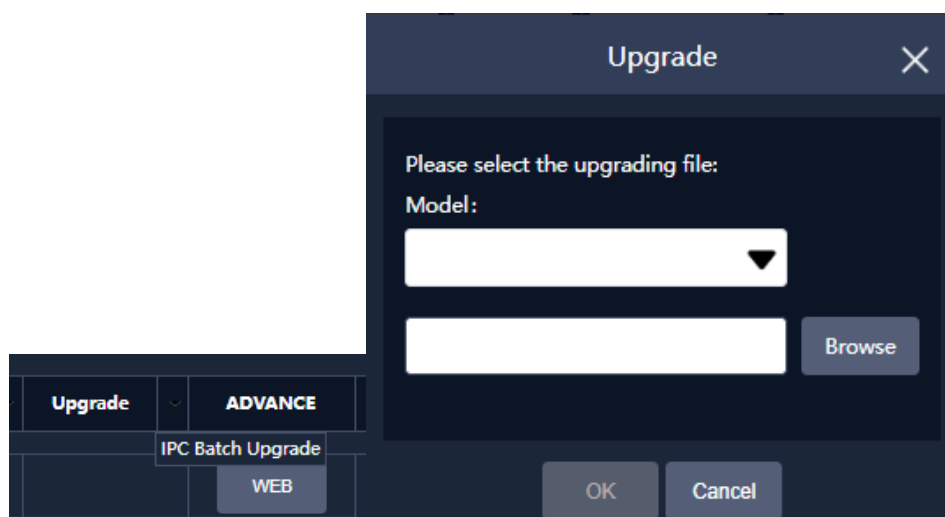 Upgrade
Please select the upgrading file:
Model:
Browse
Upgrade ADVANCE
IPC Batch Upgrade
WEB
OK Cancel